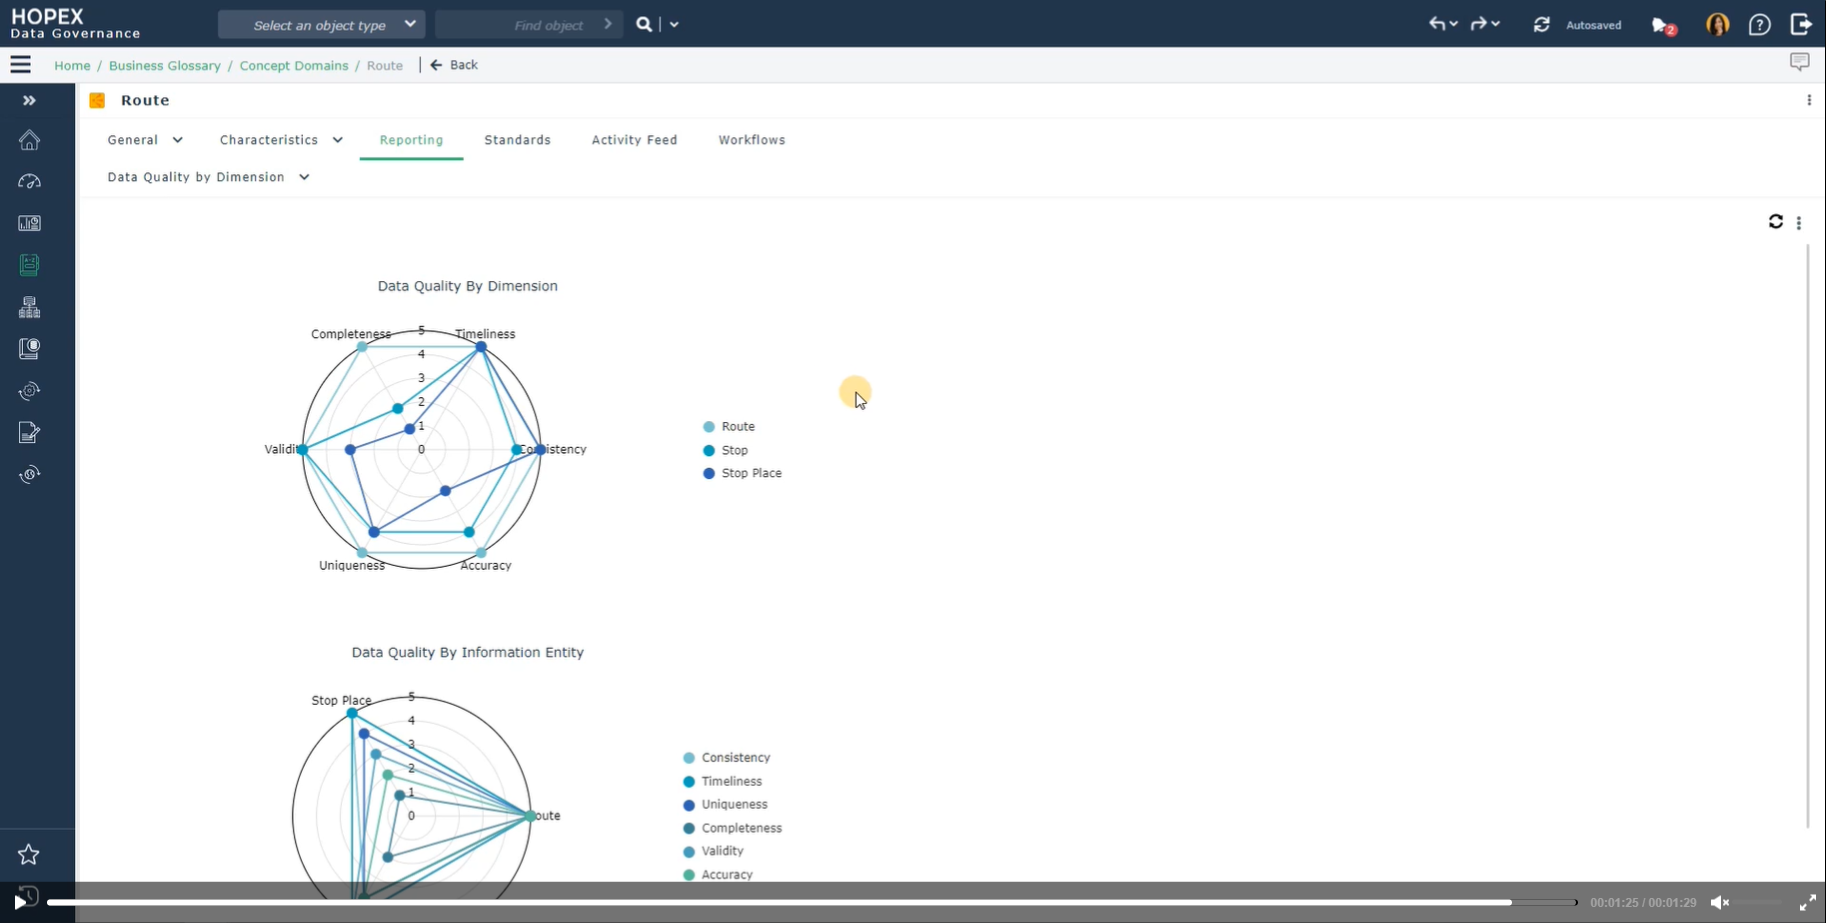 HOPEX
Data Governance
Select an object type
Find object
Autosaved
2
Home / Business Glossary / Concept Domains / Route
Back
Route
General
Characteristics
Reporting
Standards
Activity Feed
Workflows
Data Quality by Dimension
Data Quality By Dimension
Completeness
5
Timeliness
4
3
2
1
0
Consistency
Uniqueness
Accuracy
Route
Stop
Stop Place
Data Quality By Information Entity
Stop Place
5
4
3
2
1
0
Consistency
Timeliness
Uniqueness
Completeness
Validity
Accuracy
00:01:25 / 00:01:29